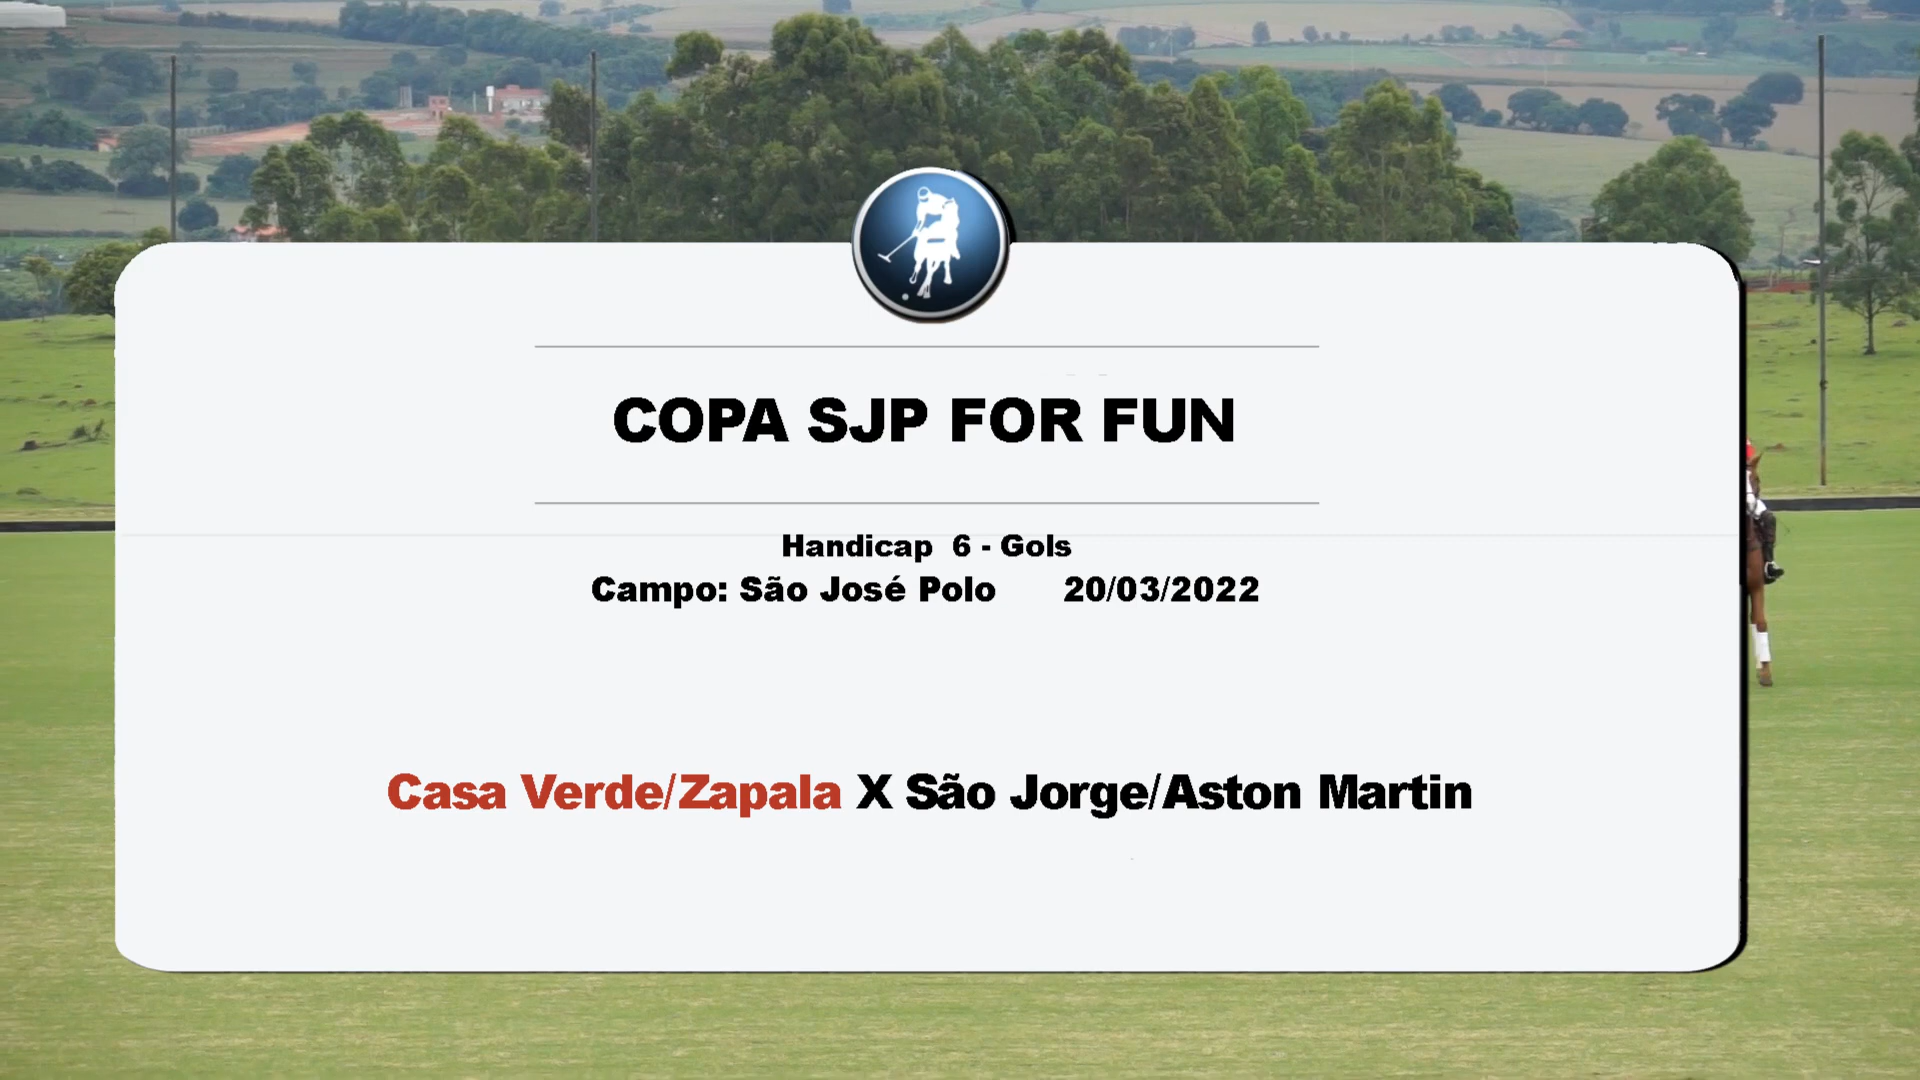 COPA SJP FOR FUN
Handicap 6 - Gols
Campo: São José Polo 20/03/2022
Casa Verde/Zapala X São Jorge/Aston Martin